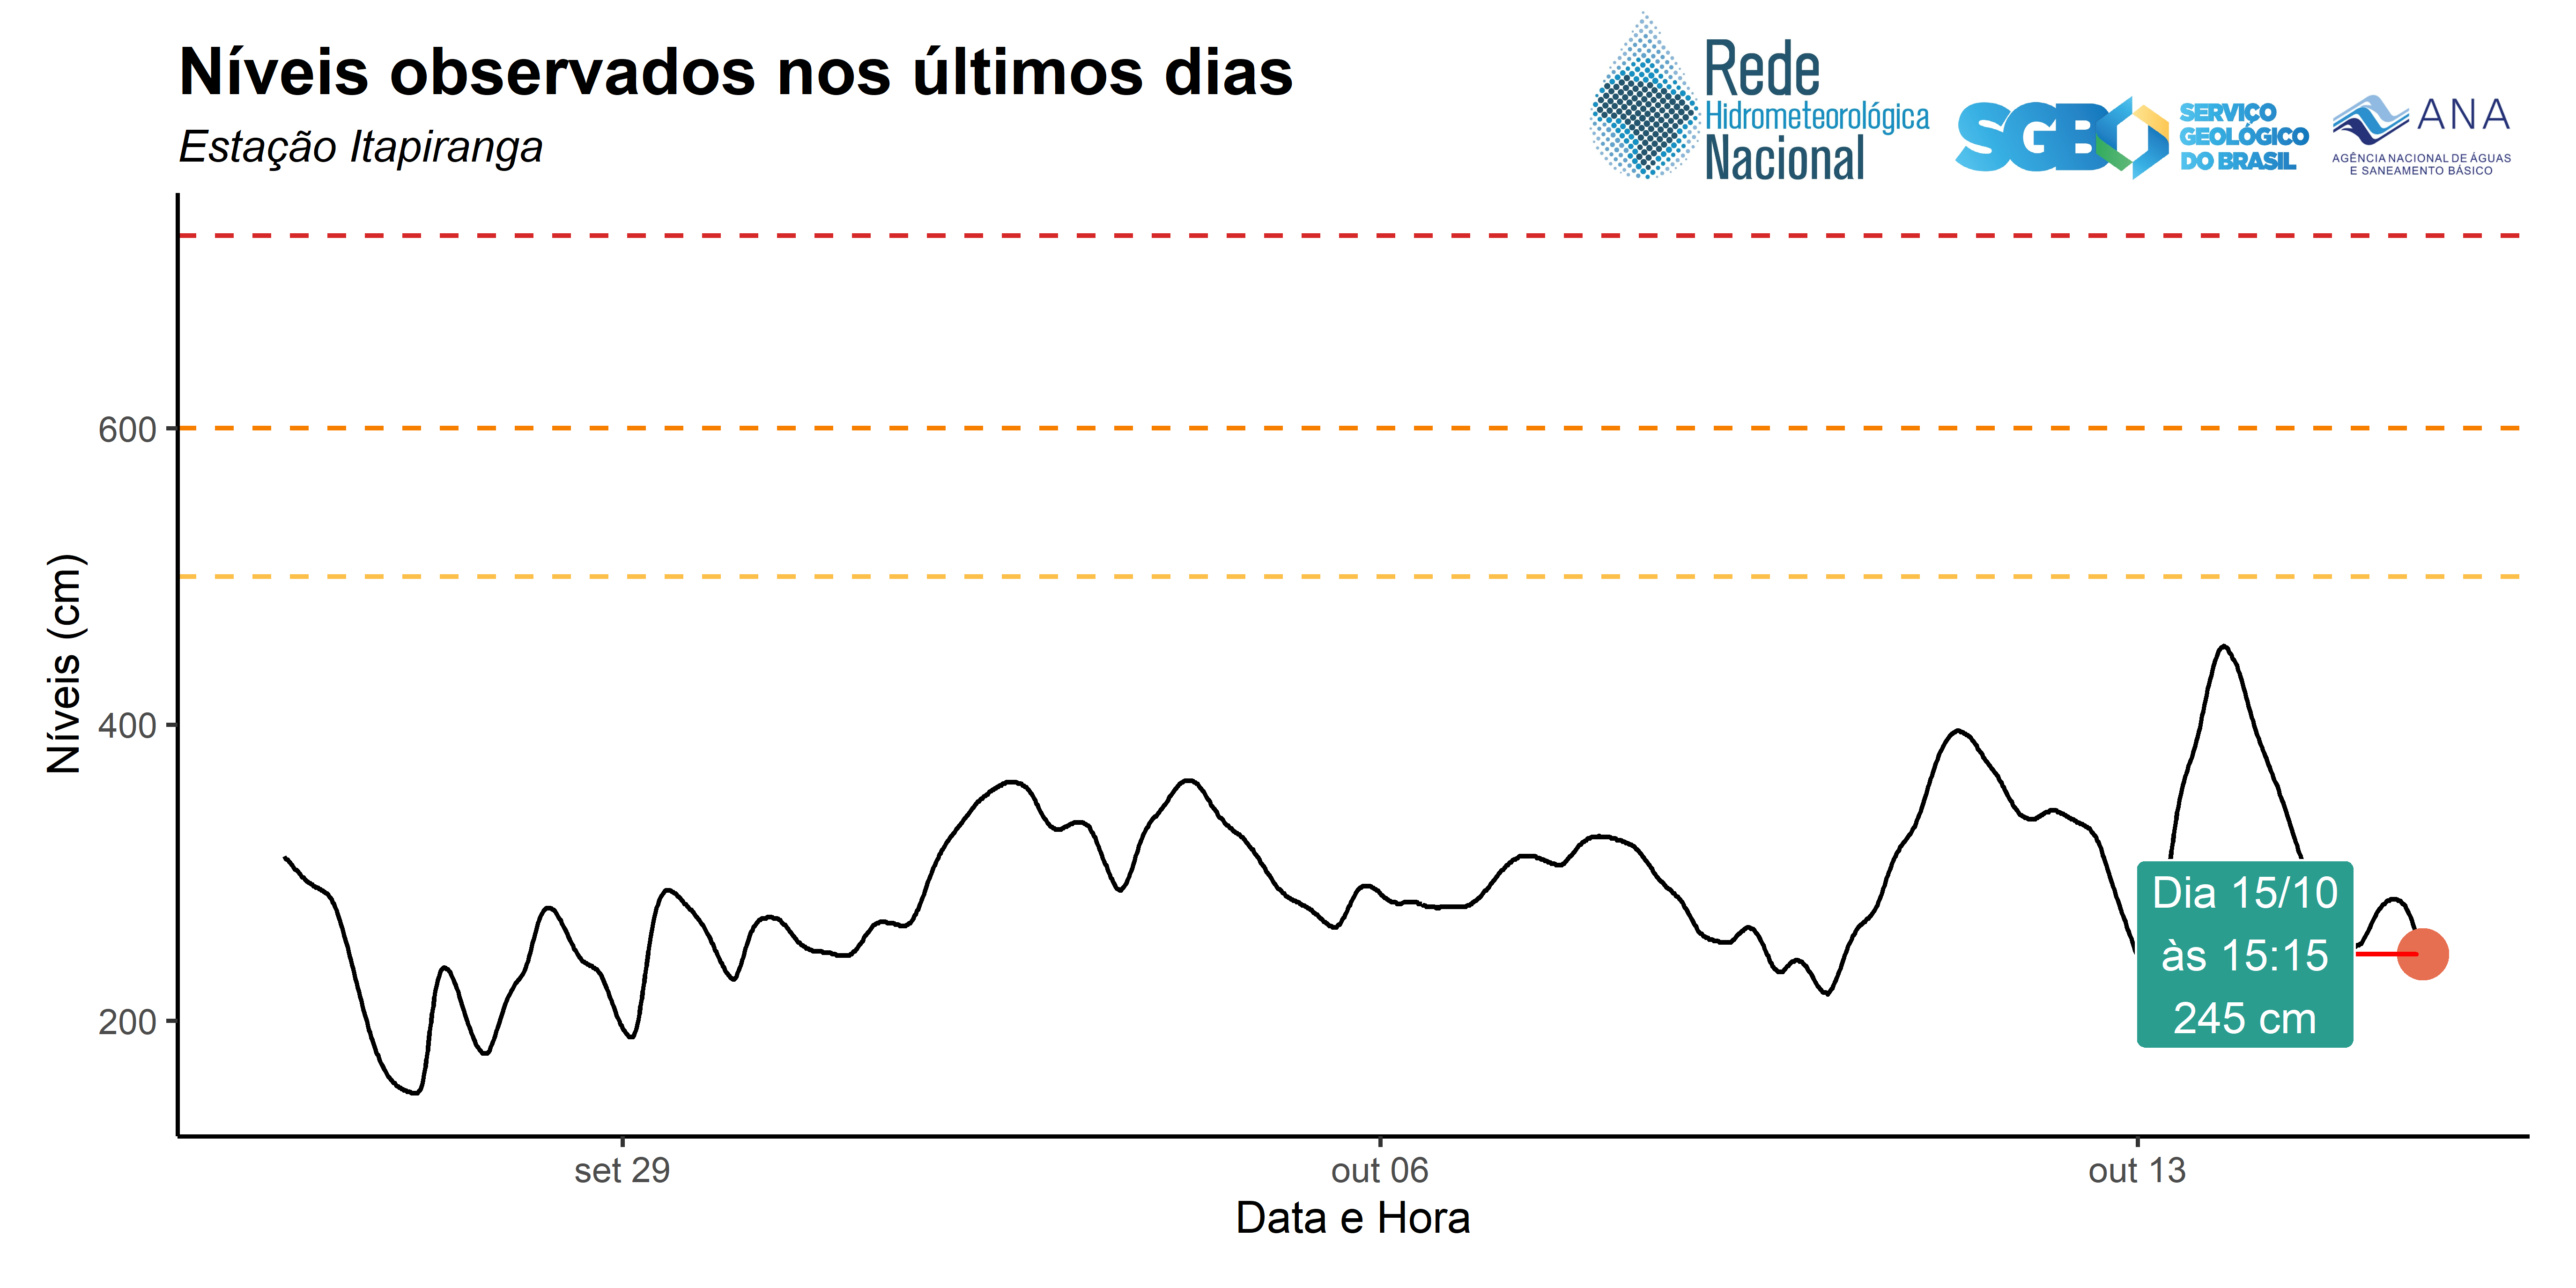 Níveis observados nos últimos dias
Estação Itapiranga
Rede
Hidrometeorológica
Nacional
SGB
SERVIÇO
GEOLÓGICO
DO BRASIL
ANA
AGÊNCIA NACIONAL DE ÁGUAS
E SANEAMENTO BÁSICO
Níveis (cm)
600
400
200
Dia 15/10
às 15:15
245 cm
set 29
out 06
out 13
Data e Hora